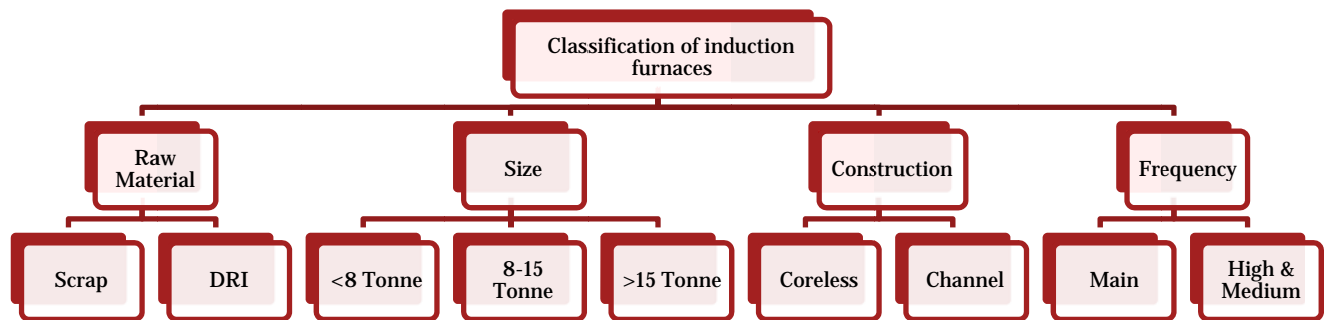 Classification of induction
furnaces
Raw
Material
Size
Construction
Frequency
Scrap
DRI
<8 Tonne
8-15
Tonne
>15 Tonne
Coreless
Channel
Main
High &
Medium